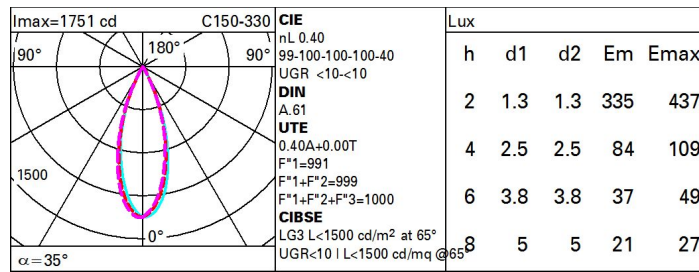 Imax=1751 cd C150-330
90° 180° 90°
1500
0°
α=35°
CIE
nL 0.40
99-100-100-100-40
UGR <10-<10
DIN
A.61
UTE
0.40A+0.00T
F"1=991
F"1+F"2=999
F"1+F"2+F"3=1000
CIBSE
LG3 L<1500 cd/m² at 65°
UGR<10 | L<1500 cd/mq @65°
Lux
h d1 d2 Em Emax
2 1.3 1.3 335 437
4 2.5 2.5 84 109
6 3.8 3.8 37 49
8 5 5 21 27